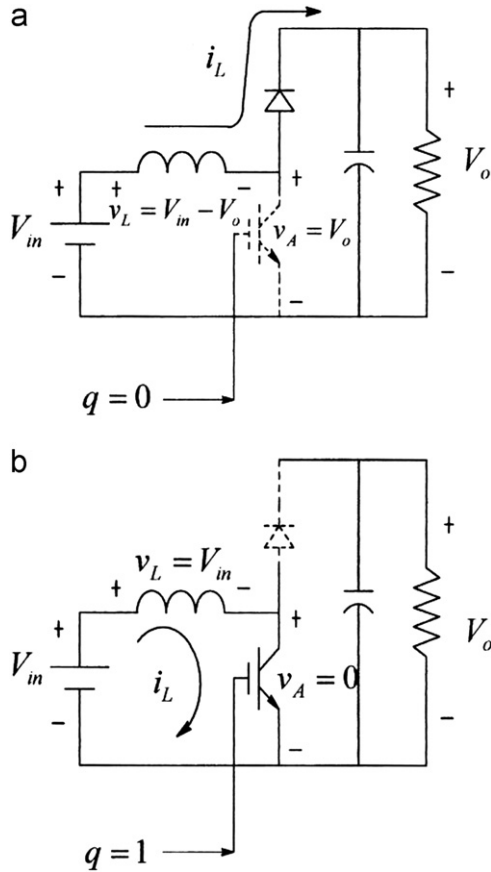 a
i_L
+ + - + +
v_L = V_in − V_o
V_in
v_A = V_o
V_o
- - -
q = 0
b
v_L = V_in
+ - + +
+
V_in
i_L
v_A = 0
V_o
- - -
q = 1